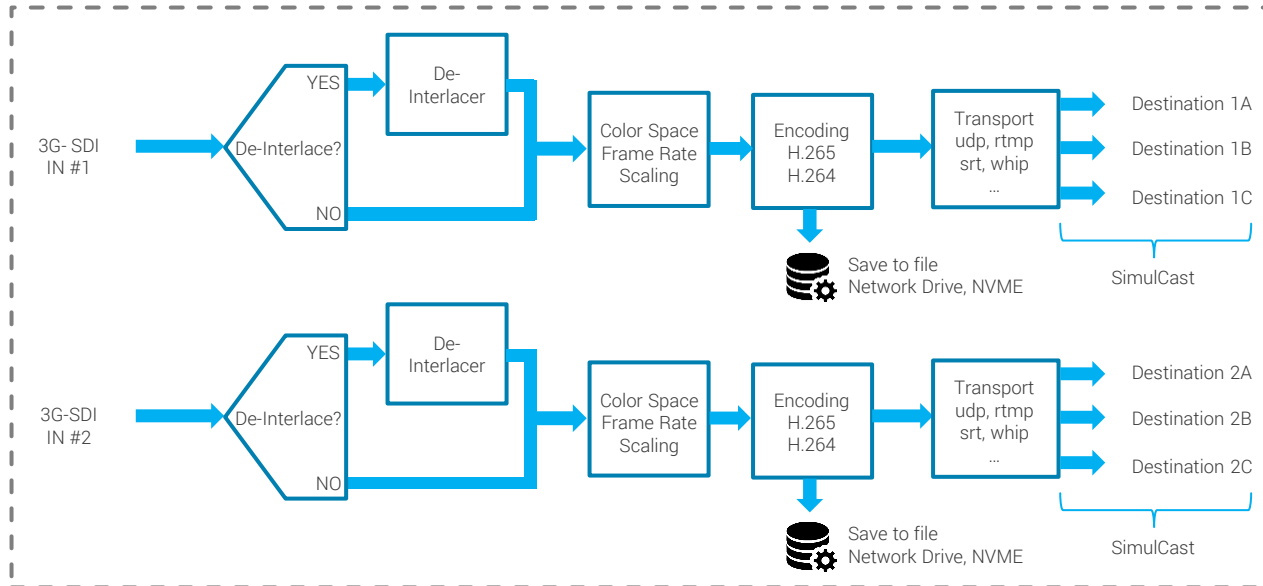 3G- SDI
IN #1
De-Interlace?
YES
NO
De-
Interlacer
Color Space
Frame Rate
Scaling
Encoding
H.265
H.264
Save to file
Network Drive, NVME
Transport
udp, rtmp
srt, whip
...
Destination 1A
Destination 1B
Destination 1C
SimulCast
3G-SDI
IN #2
De-Interlace?
YES
NO
De-
Interlacer
Color Space
Frame Rate
Scaling
Encoding
H.265
H.264
Save to file
Network Drive, NVME
Transport
udp, rtmp
srt, whip
...
Destination 2A
Destination 2B
Destination 2C
SimulCast